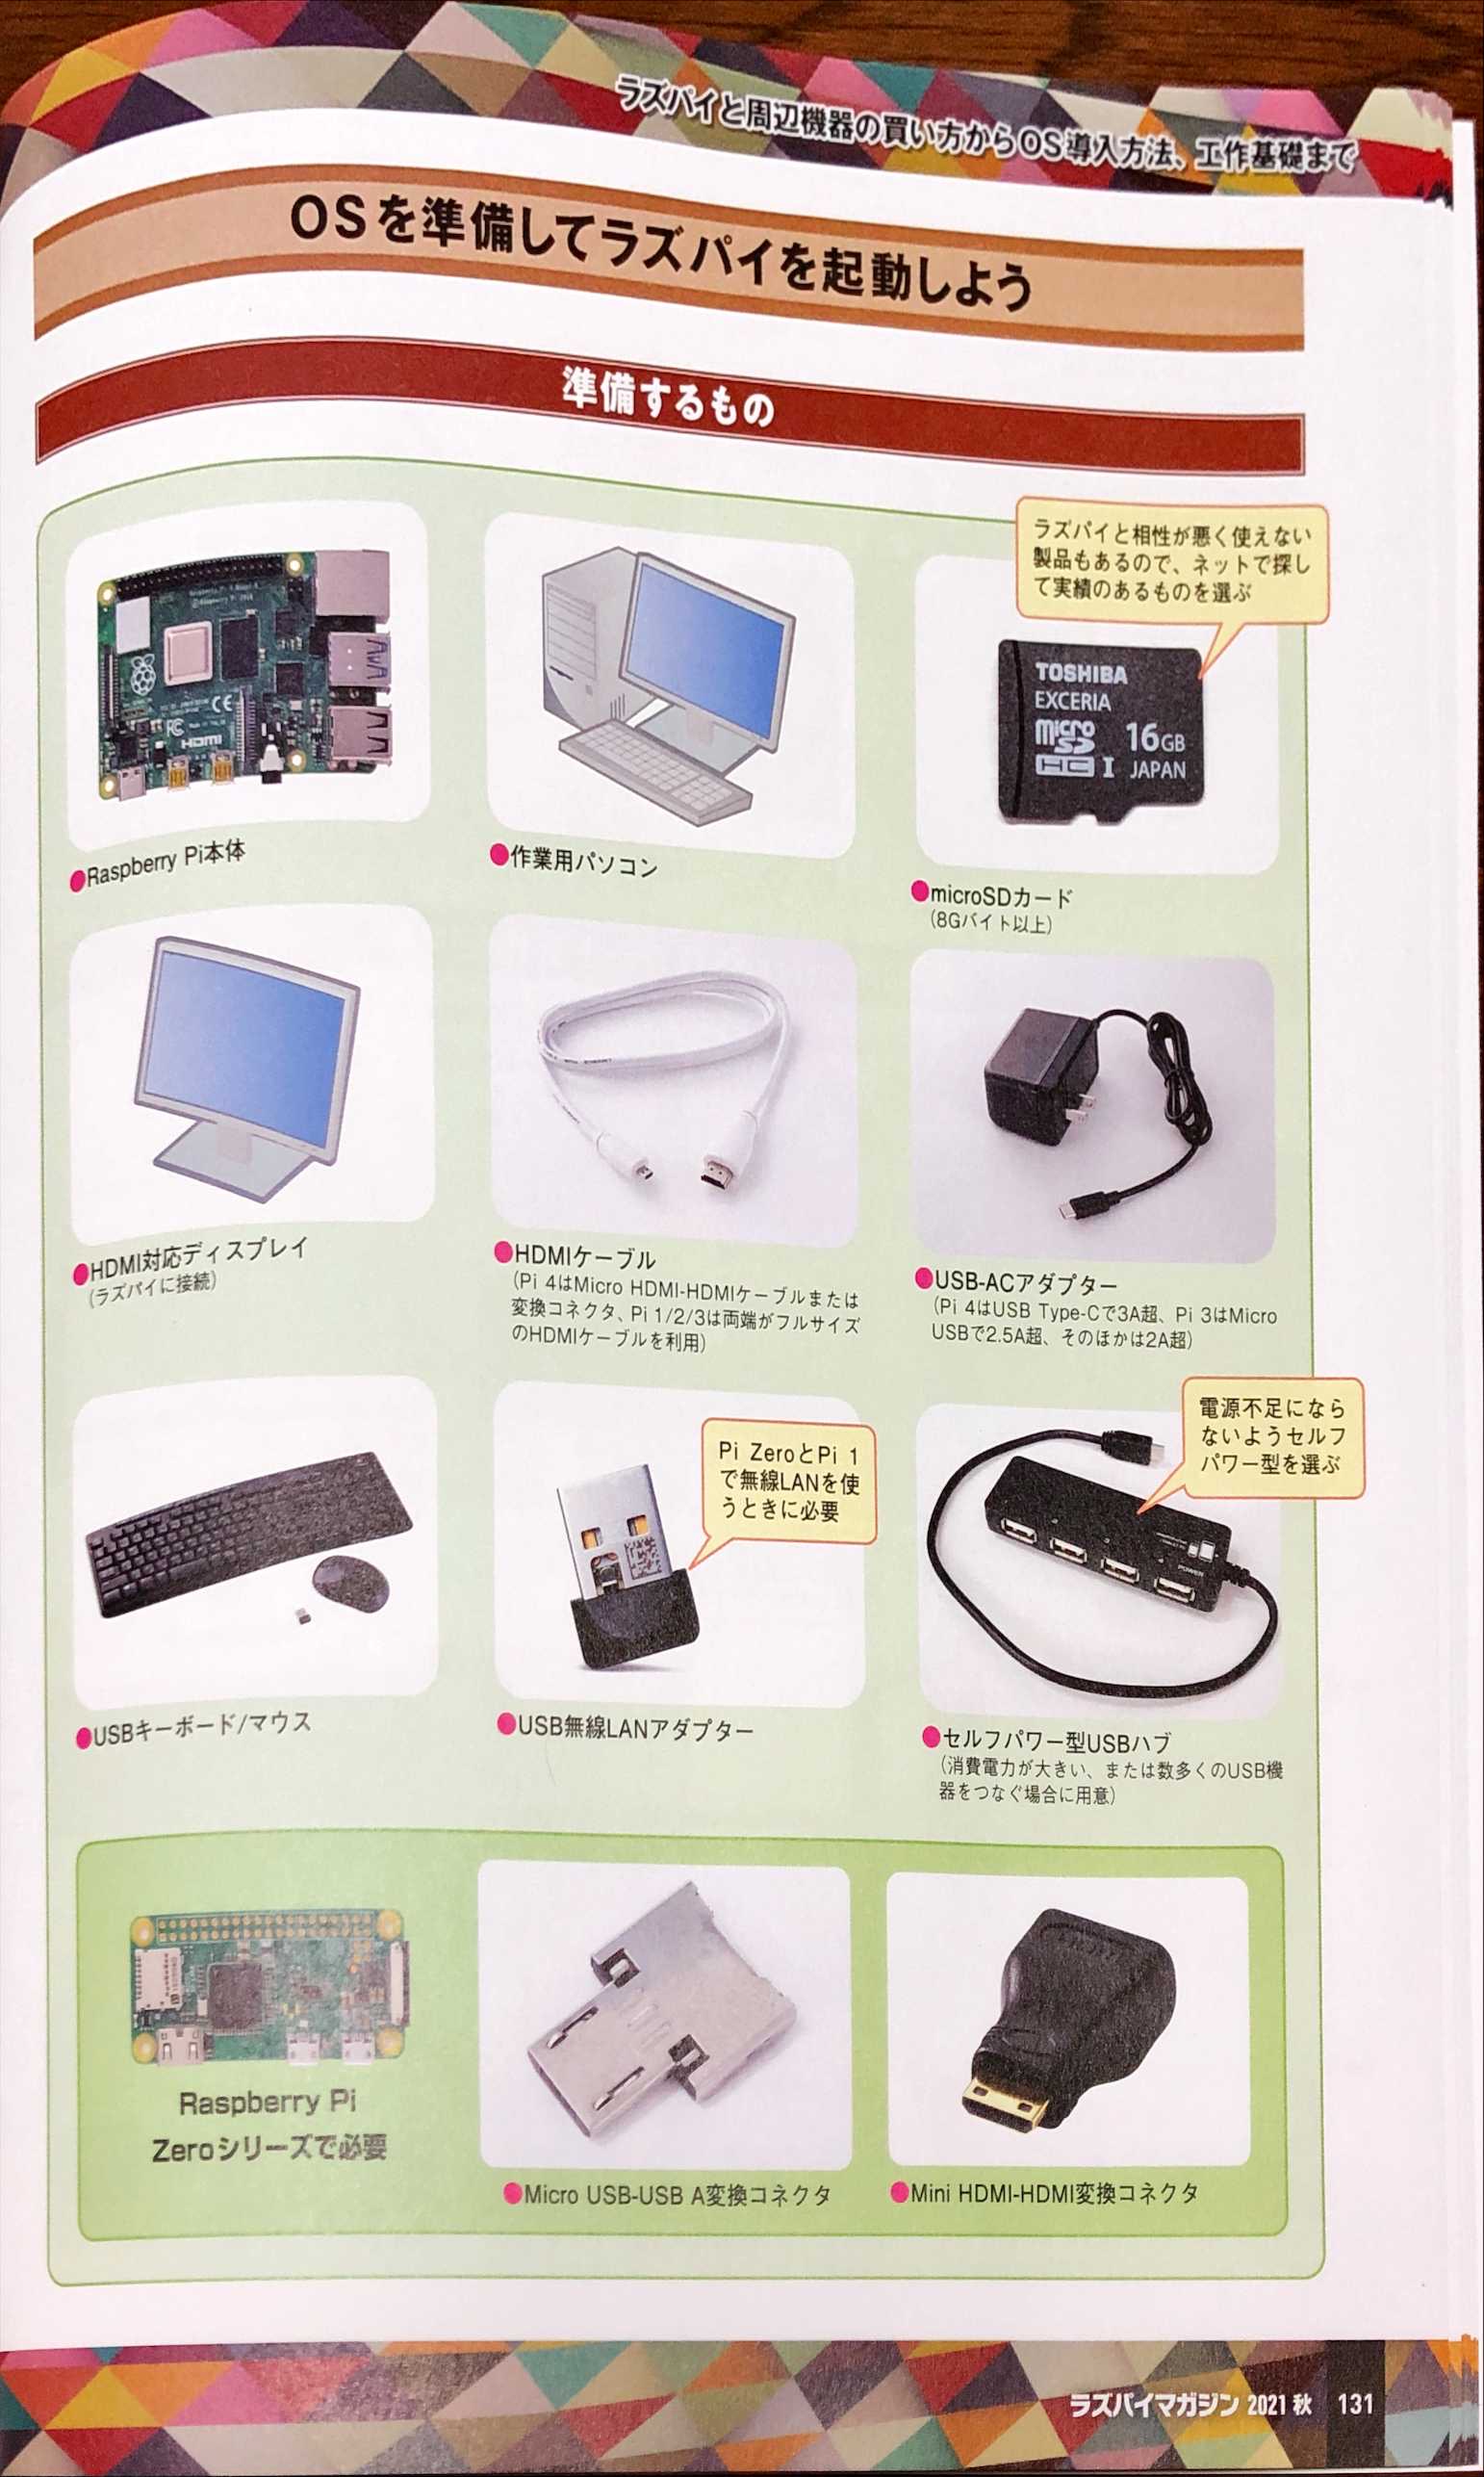 ラズパイと周辺機器の買い方からOS導入方法、工作基礎まで
OSを準備してラズパイを起動しよう
準備するもの
ラズパイと相性が悪く使えない
製品もあるので、ネットで探し
て実績のあるものを選ぶ
HDMI
TOSHIBA
EXCERIA
micro
SD
16GB
HC I JAPAN
●Raspberry Pi本体
●作業用パソコン
●microSDカード
(8Gバイト以上)
●HDMI対応ディスプレイ
(ラズパイに接続)
●HDMIケーブル
(Pi 4はMicro HDMI-HDMIケーブルまたは
変換コネクタ、Pi 1/2/3は両端がフルサイズ
のHDMIケーブルを利用)
●USB-ACアダプター
(Pi 4はUSB Type-Cで3A超、Pi 3はMicro
USBで2.5A超、そのほかは2A超)
Pi ZeroとPi 1
で無線LANを使
うときに必要
電源不足になら
ないようセルフ
パワー型を選ぶ
POWER
●USBキーボード/マウス
●USB無線LANアダプター
●セルフパワー型USBハブ
(消費電力が大きい、または数多くのUSB機
器をつなぐ場合に用意)
Raspberry Pi
Zeroシリーズで必要
●Micro USB-USB A変換コネクタ
●Mini HDMI-HDMI変換コネクタ
ラズパイマガジン 2021 秋 131